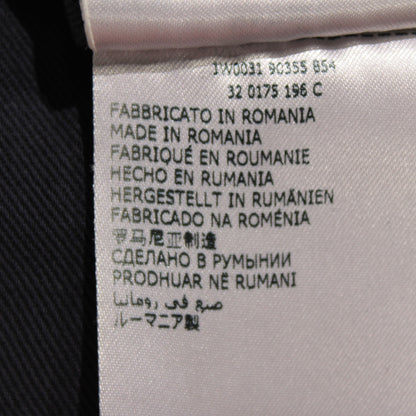 IW0031 90355 854
32 0175 196 C
FABBRICATO IN ROMANIA
MADE IN ROMANIA
FABRIQUÉ EN ROUMANIE
HECHO EN RUMANIA
HERGESTELLT IN RUMÄNIEN
FABRICADO NA ROMÉNIA
罗马尼亚制造
СДЕЛАНО В РУМЫНИИ
PRODHUAR NË RUMANI
صنع في رومانيا
ルーマニア製